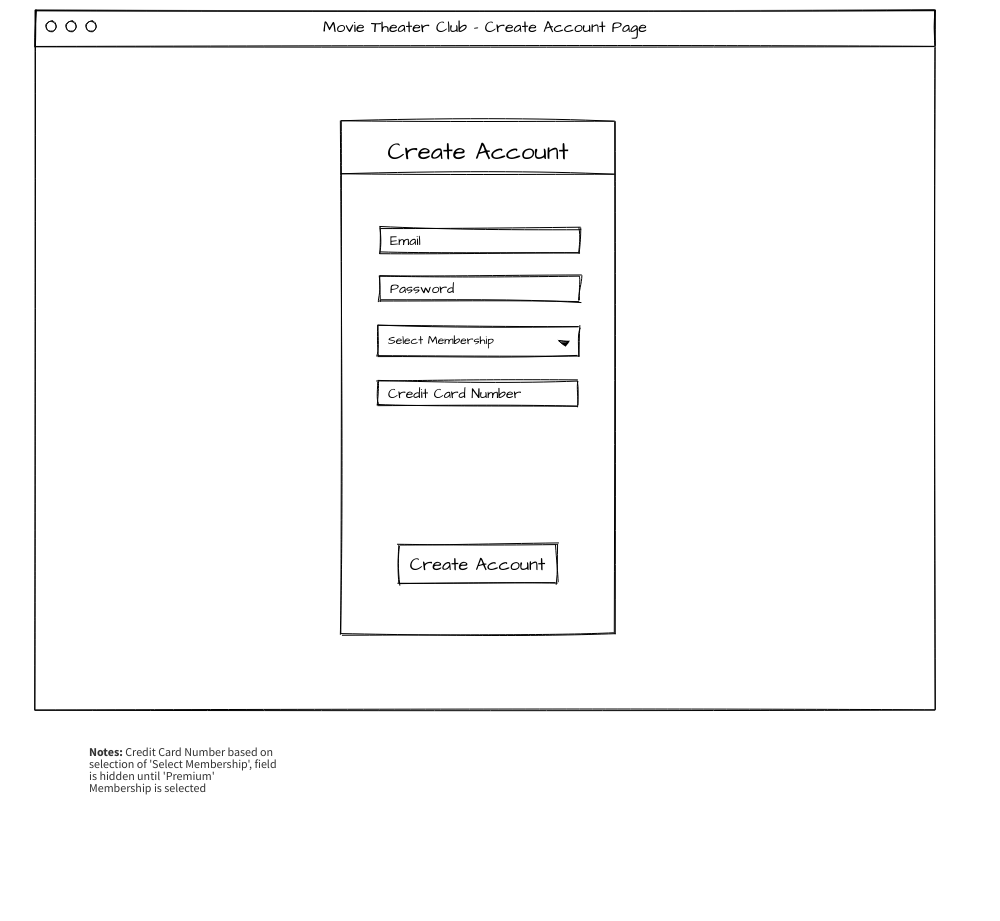 Movie Theater Club - Create Account Page
Create Account
Email
Password
Select Membership
Credit Card Number
Create Account
Notes: Credit Card Number based on
selection of 'Select Membership', field
is hidden until 'Premium'
Membership is selected